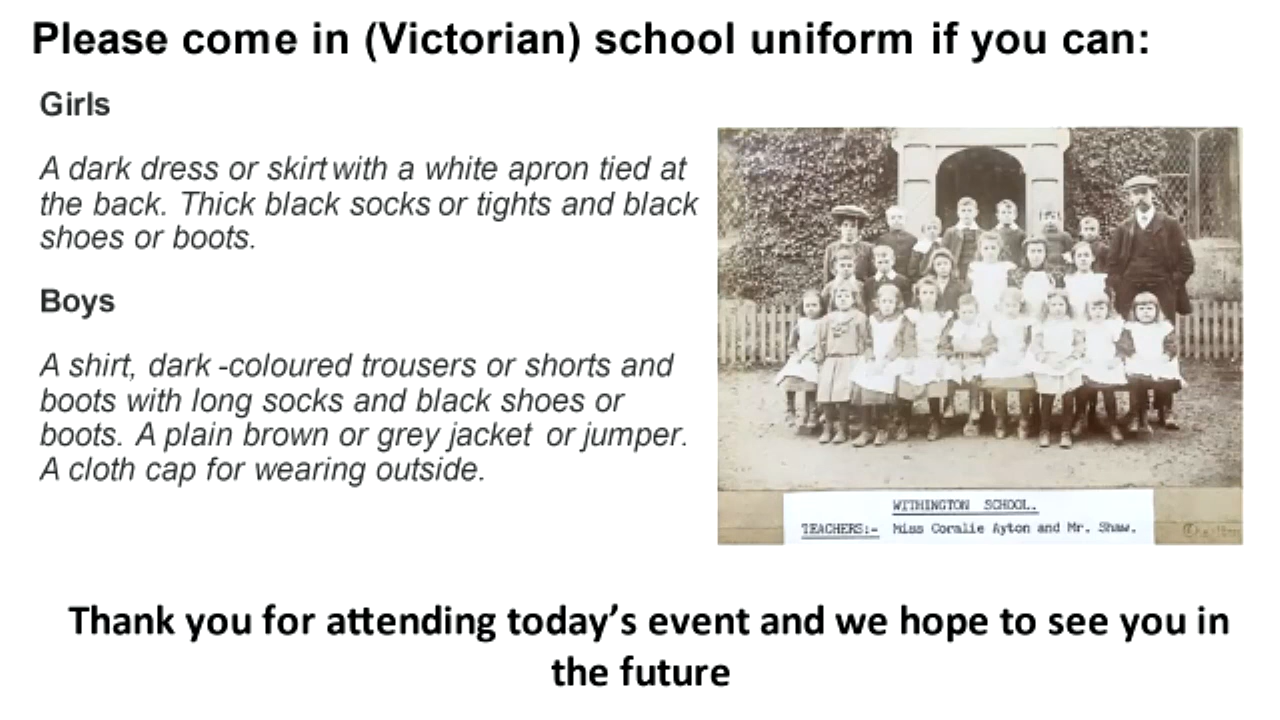 Please come in (Victorian) school uniform if you can:
Girls
A dark dress or skirt with a white apron tied at
the back. Thick black socks or tights and black
shoes or boots.
Boys
A shirt, dark -coloured trousers or shorts and
boots with long socks and black shoes or
boots. A plain brown or grey jacket or jumper.
A cloth cap for wearing outside.
WITHINGTON SCHOOL.
TEACHERS:- Miss Coralie Ayton and Mr. Shaw.
Thank you for attending today's event and we hope to see you in
the future